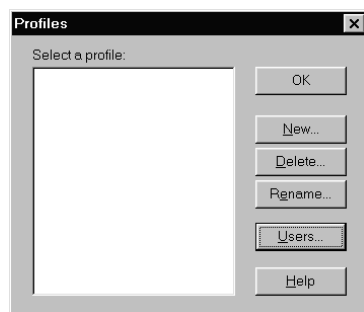 Profiles
Select a profile:
OK
New...
Delete...
Rename...
Users...
Help